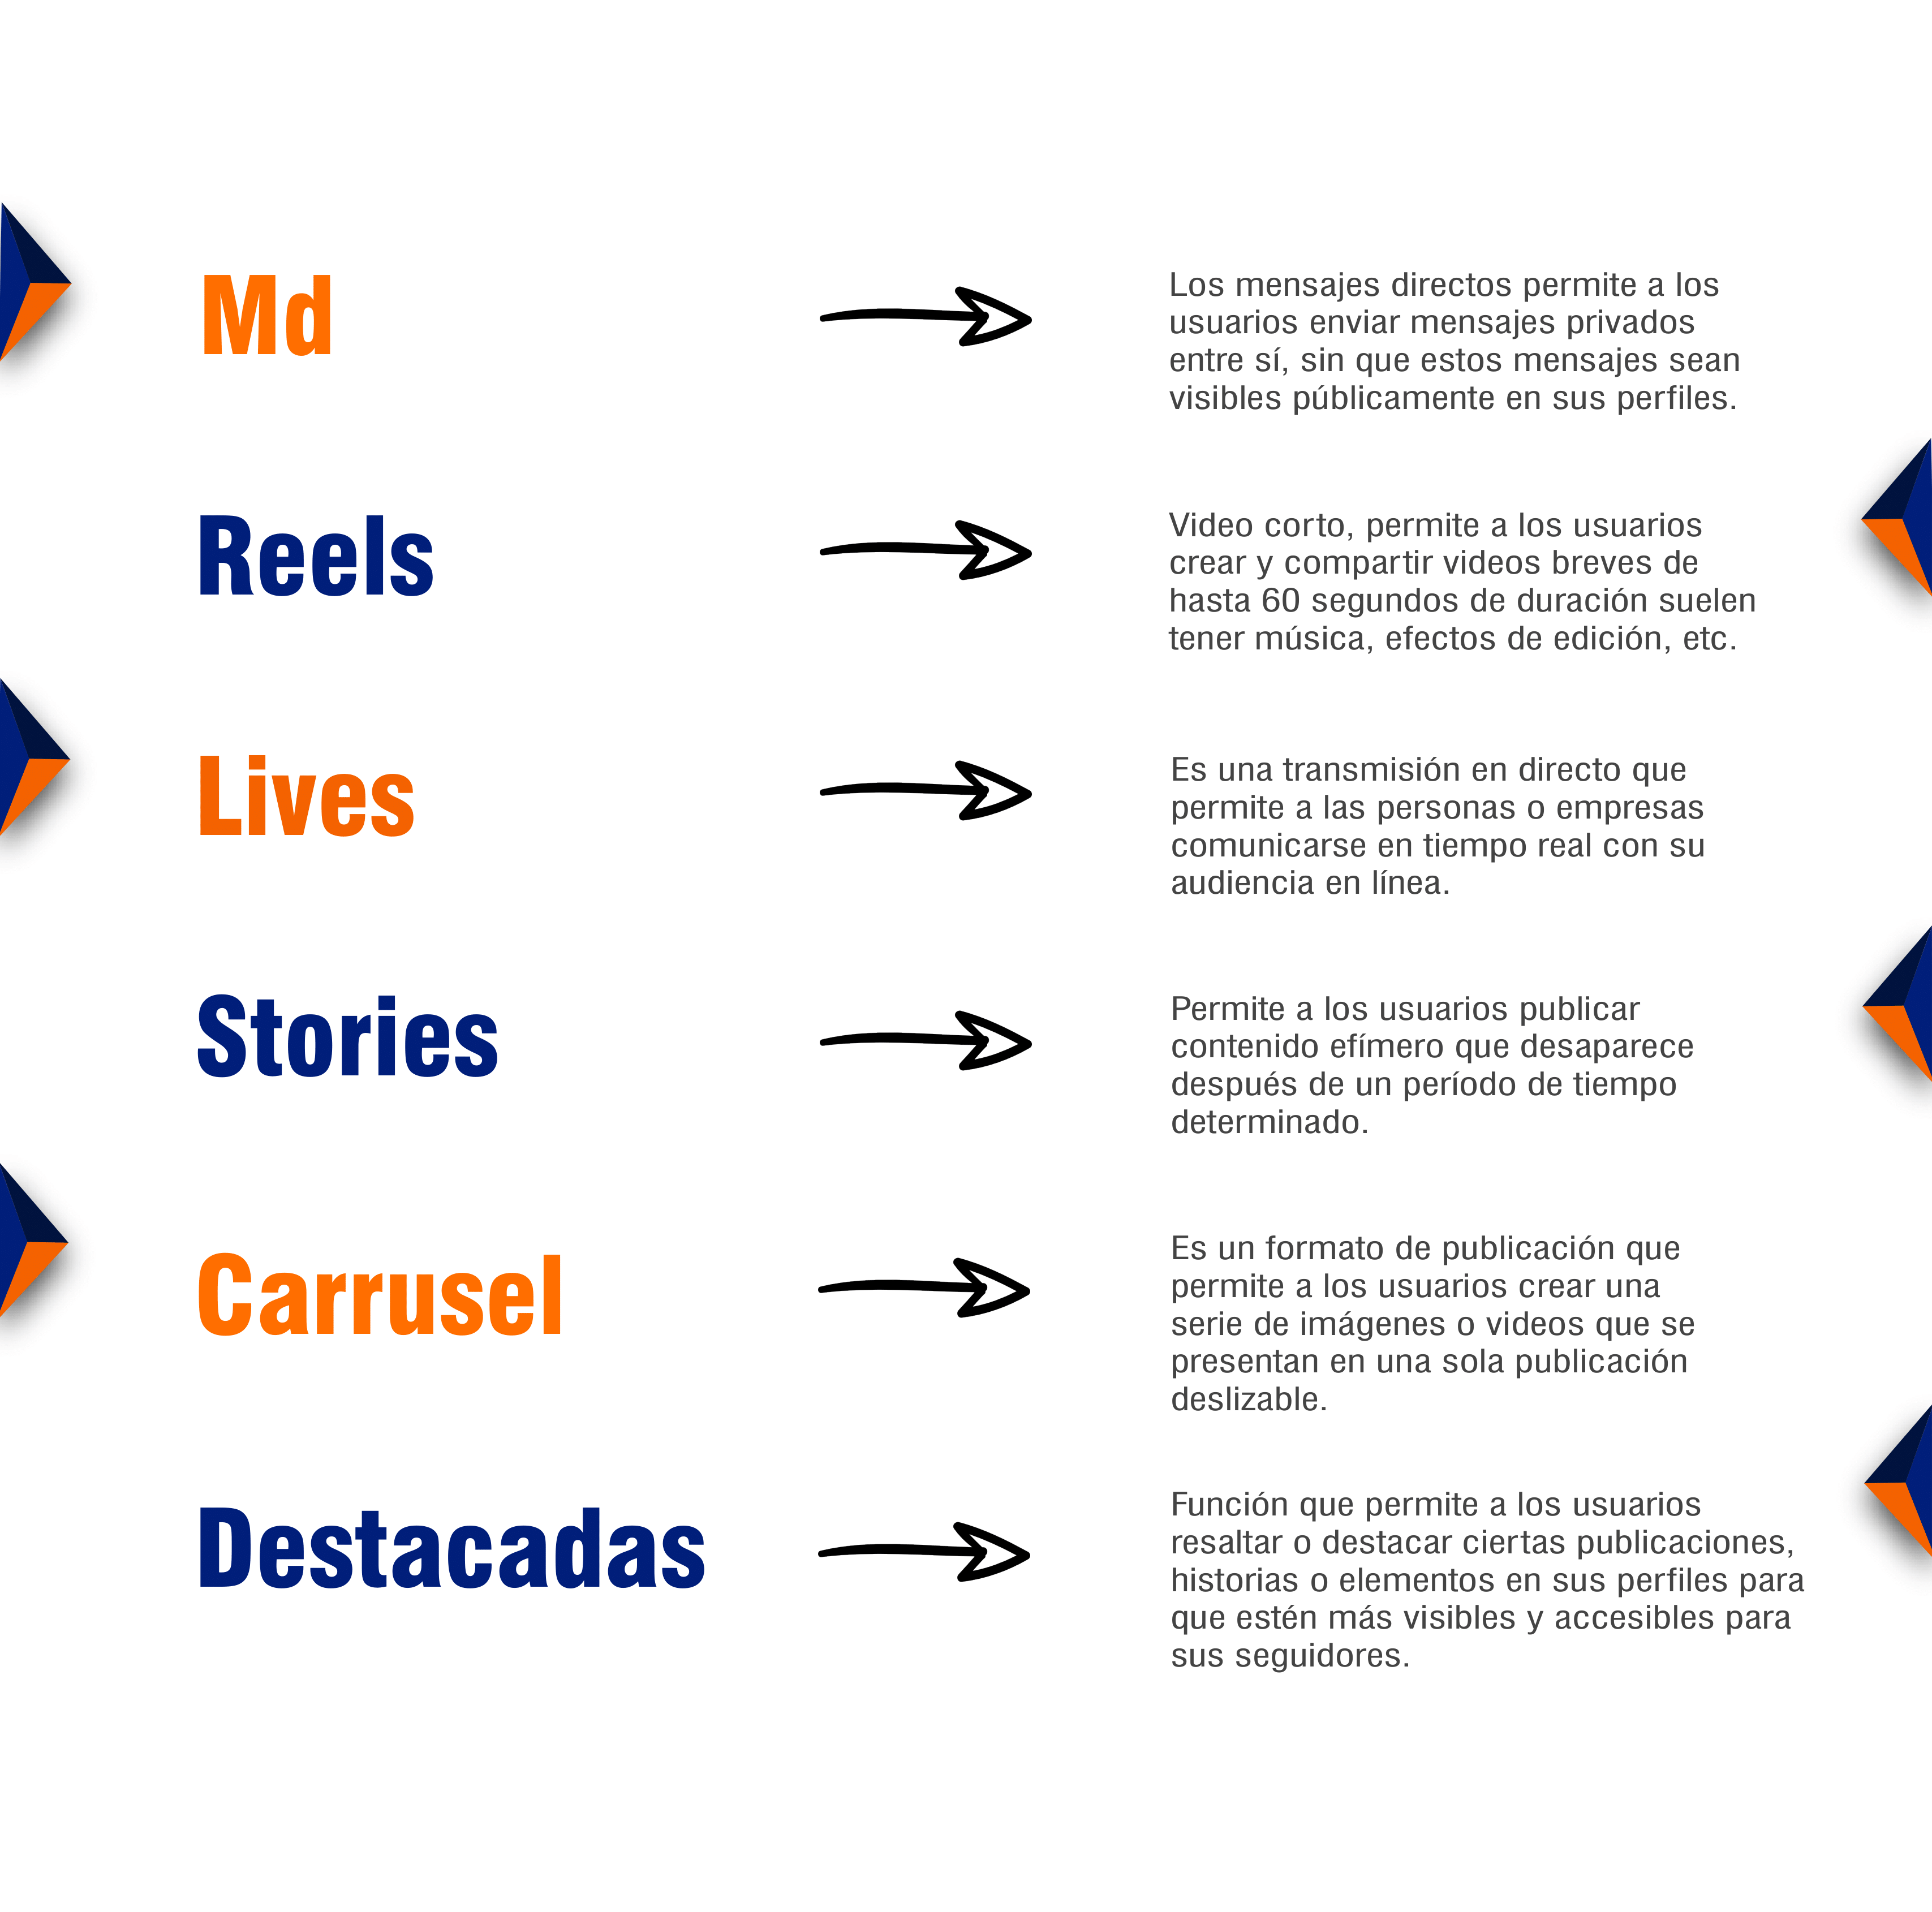 Md
Los mensajes directos permite a los
usuarios enviar mensajes privados
entre sí, sin que estos mensajes sean
visibles públicamente en sus perfiles.
Reels
Video corto, permite a los usuarios
crear y compartir videos breves de
hasta 60 segundos de duración suelen
tener música, efectos de edición, etc.
Lives
Es una transmisión en directo que
permite a las personas o empresas
comunicarse en tiempo real con su
audiencia en línea.
Stories
Permite a los usuarios publicar
contenido efímero que desaparece
después de un período de tiempo
determinado.
Carrusel
Es un formato de publicación que
permite a los usuarios crear una
serie de imágenes o videos que se
presentan en una sola publicación
deslizable.
Destacadas
Función que permite a los usuarios
resaltar o destacar ciertas publicaciones,
historias o elementos en sus perfiles para
que estén más visibles y accesibles para
sus seguidores.